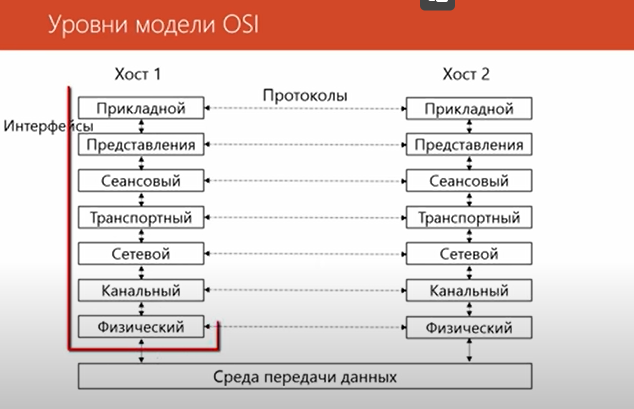 Уровни модели OSI
Хост 1
Хост 2
Протоколы
Интерфейсы
Прикладной
Прикладной
Представления
Представления
Сеансовый
Сеансовый
Транспортный
Транспортный
Сетевой
Сетевой
Канальный
Канальный
Физический
Физический
Среда передачи данных